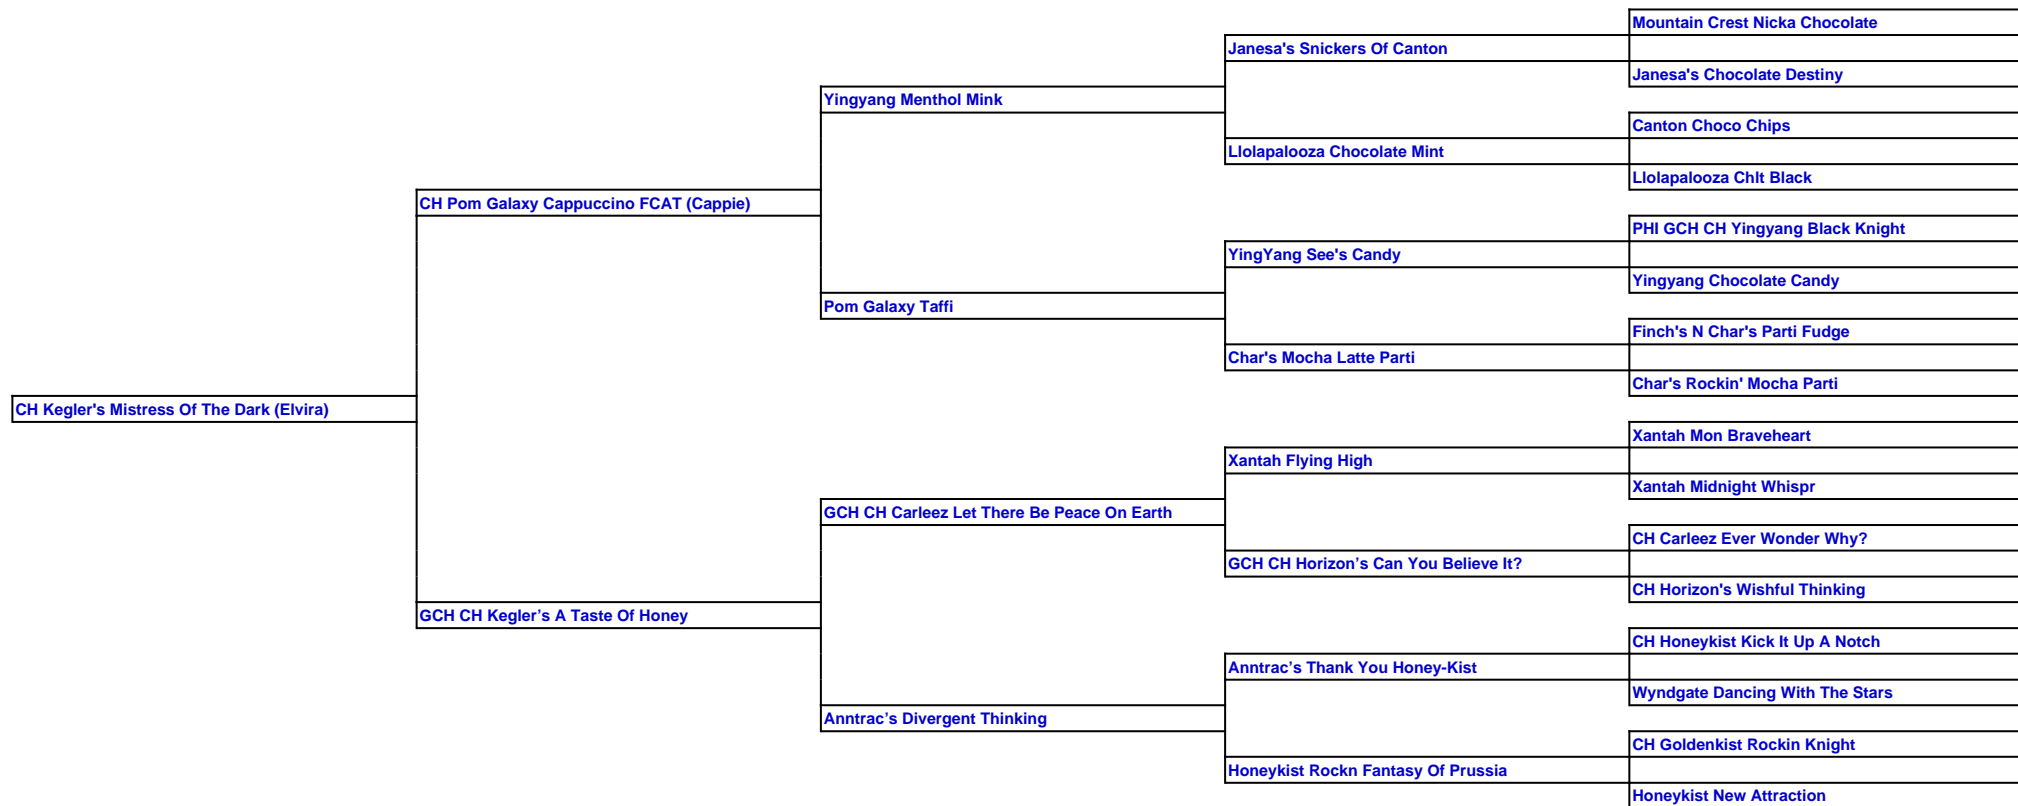 Mountain Crest Nicka Chocolate
Janesa's Snickers Of Canton
Janesa's Chocolate Destiny
Yingyang Menthol Mink
Canton Choco Chips
Llolapalooza Chocolate Mint
Llolapalooza Chlt Black
CH Pom Galaxy Cappuccino FCAT (Cappie)
PHI GCH CH Yingyang Black Knight
YingYang See's Candy
Yingyang Chocolate Candy
Pom Galaxy Taffi
Finch's N Char's Parti Fudge
Char's Mocha Latte Parti
Char's Rockin' Mocha Parti
CH Kegler's Mistress Of The Dark (Elvira)
Xantah Mon Braveheart
Xantah Flying High
Xantah Midnight Whispr
GCH CH Carleez Let There Be Peace On Earth
CH Carleez Ever Wonder Why?
GCH CH Horizon’s Can You Believe It?
CH Horizon's Wishful Thinking
GCH CH Kegler’s A Taste Of Honey
CH Honeykist Kick It Up A Notch
Anntrac’s Thank You Honey-Kist
Wyndgate Dancing With The Stars
Anntrac’s Divergent Thinking
CH Goldenkist Rockin Knight
Honeykist Rockn Fantasy Of Prussia
Honeykist New Attraction